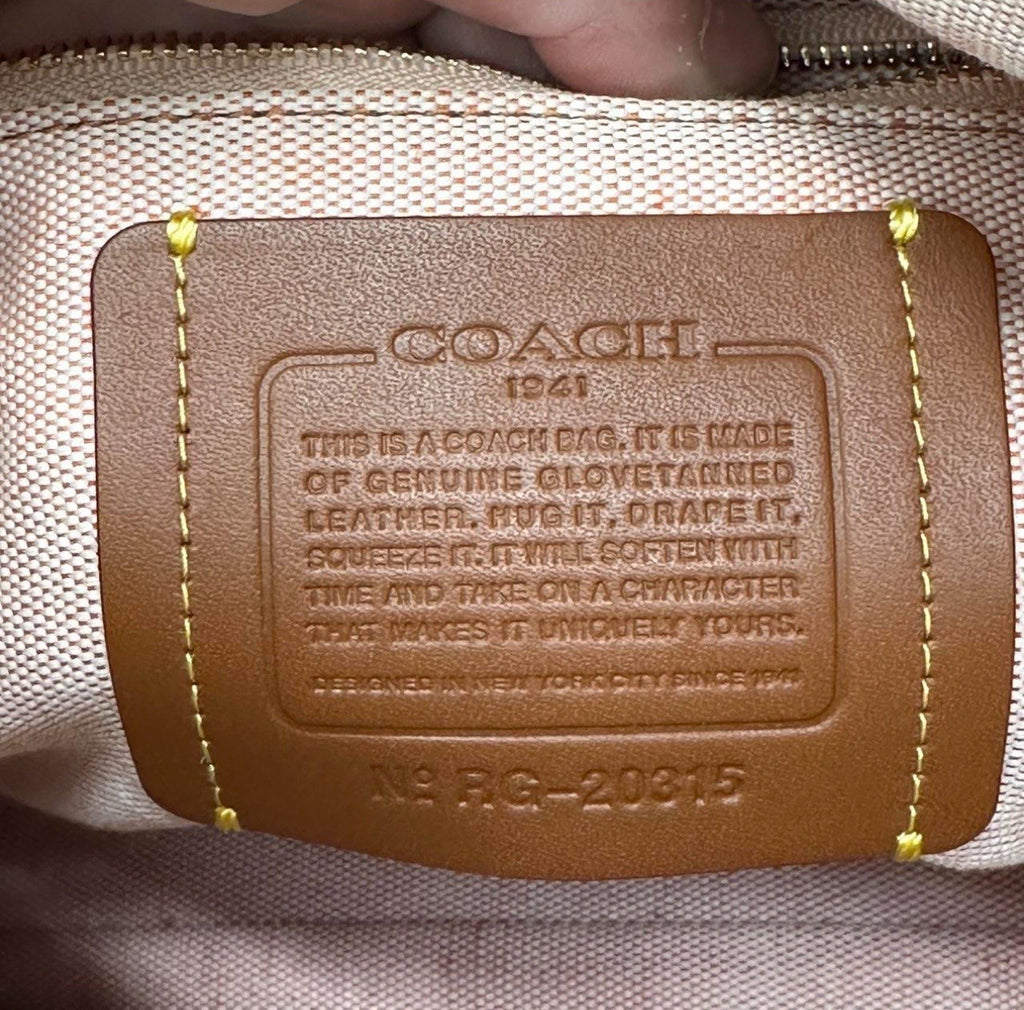 COACH
1941
THIS IS A COACH BAG. IT IS MADE
OF GENUINE GLOVETANNED
LEATHER. HUG IT, DRAPE IT,
SQUEEZE IT. IT WILL SOFTEN WITH
TIME AND TAKE ON A CHARACTER
THAT MAKES IT UNIQUELY YOURS.
DESIGNED IN NEW YORK CITY SINCE 1941
Nº RG-20315